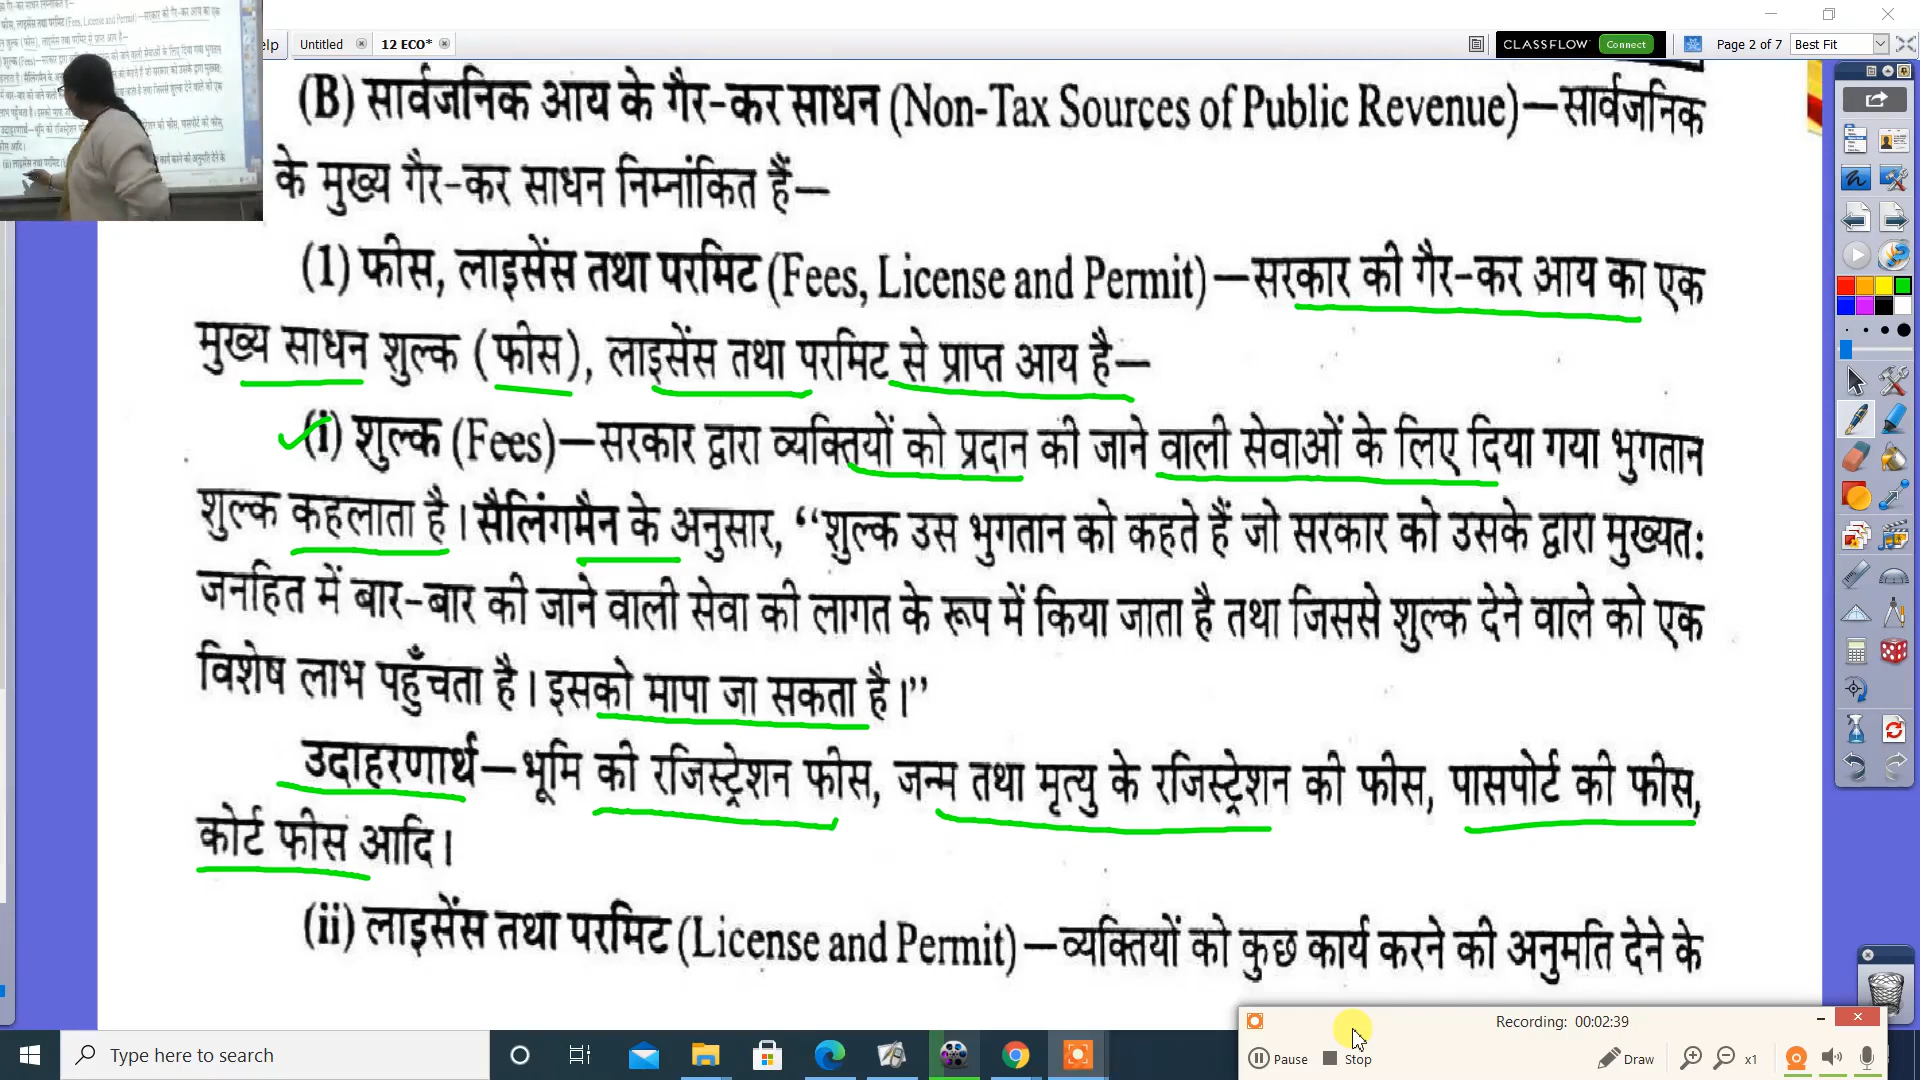 elp
Untitled
12 ECO*
CLASSFLOW
Connect
Page 2 of 7
Best Fit
(B) सार्वजनिक आय के गैर-कर साधन (Non-Tax Sources of Public Revenue)—सार्वजनिक
के मुख्य गैर-कर साधन निम्नांकित हैं—
(1) फीस, लाइसेंस तथा परमिट (Fees, License and Permit)—सरकार की गैर-कर आय का एक
मुख्य साधन शुल्क (फीस), लाइसेंस तथा परमिट से प्राप्त आय है—
(i) शुल्क (Fees)—सरकार द्वारा व्यक्तियों को प्रदान की जाने वाली सेवाओं के लिए दिया गया भुगतान
शुल्क कहलाता है। सैलिंगमैन के अनुसार, “शुल्क उस भुगतान को कहते हैं जो सरकार को उसके द्वारा मुख्यतः
जनहित में बार-बार की जाने वाली सेवा की लागत के रूप में किया जाता है तथा जिससे शुल्क देने वाले को एक
विशेष लाभ पहुँचता है। इसको मापा जा सकता है।”
उदाहरणार्थ—भूमि की रजिस्ट्रेशन फीस, जन्म तथा मृत्यु के रजिस्ट्रेशन की फीस, पासपोर्ट की फीस,
कोर्ट फीस आदि।
(ii) लाइसेंस तथा परमिट (License and Permit)—व्यक्तियों को कुछ कार्य करने की अनुमति देने के
Recording: 00:02:39
Pause
Stop
Draw
x1
Type here to search